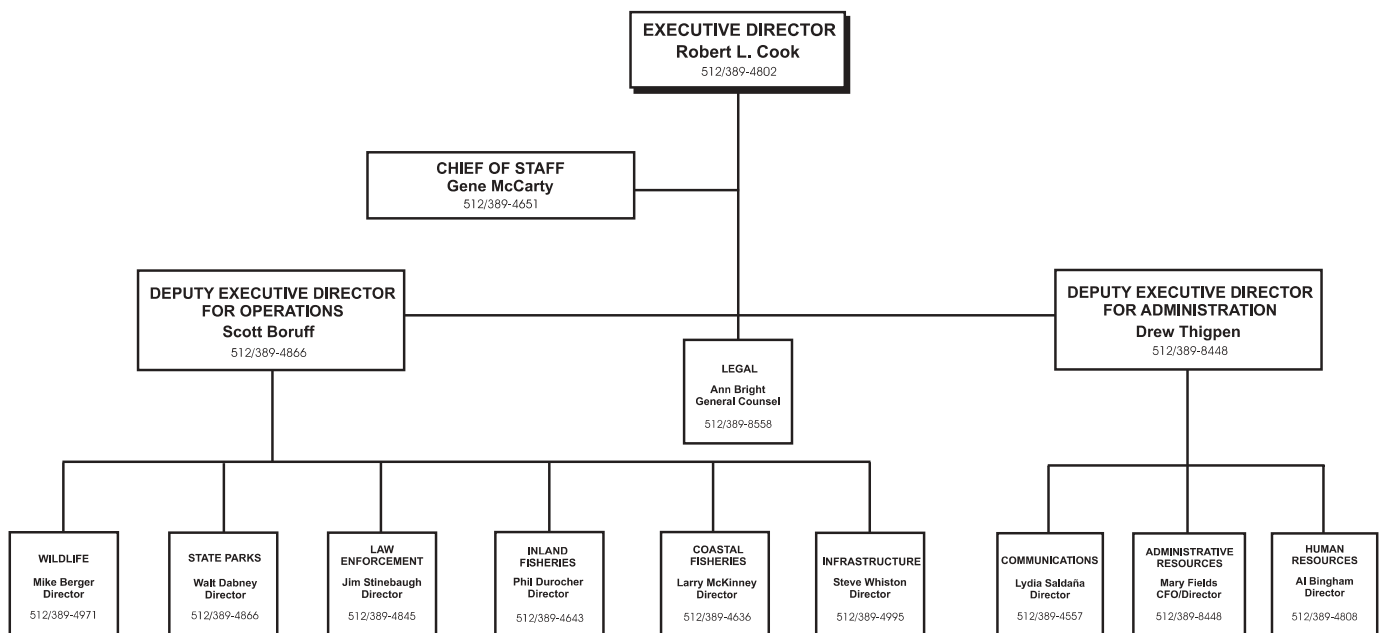 EXECUTIVE DIRECTOR
Robert L. Cook
512/389-4802
CHIEF OF STAFF
Gene McCarty
512/389-4651
DEPUTY EXECUTIVE DIRECTOR
FOR OPERATIONS
Scott Boruff
512/389-4866
DEPUTY EXECUTIVE DIRECTOR
FOR ADMINISTRATION
Drew Thigpen
512/389-8448
LEGAL
Ann Bright
General Counsel
512/389-8558
WILDLIFE
Mike Berger
Director
512/389-4971
STATE PARKS
Walt Dabney
Director
512/389-4866
LAW
ENFORCEMENT
Jim Stinebaugh
Director
512/389-4845
INLAND
FISHERIES
Phil Durocher
Director
512/389-4643
COASTAL
FISHERIES
Larry McKinney
Director
512/389-4636
INFRASTRUCTURE
Steve Whiston
Director
512/389-4995
COMMUNICATIONS
Lydia Saldaña
Director
512/389-4557
ADMINISTRATIVE
RESOURCES
Mary Fields
CFO/Director
512/389-8448
HUMAN
RESOURCES
Al Bingham
Director
512/389-4808